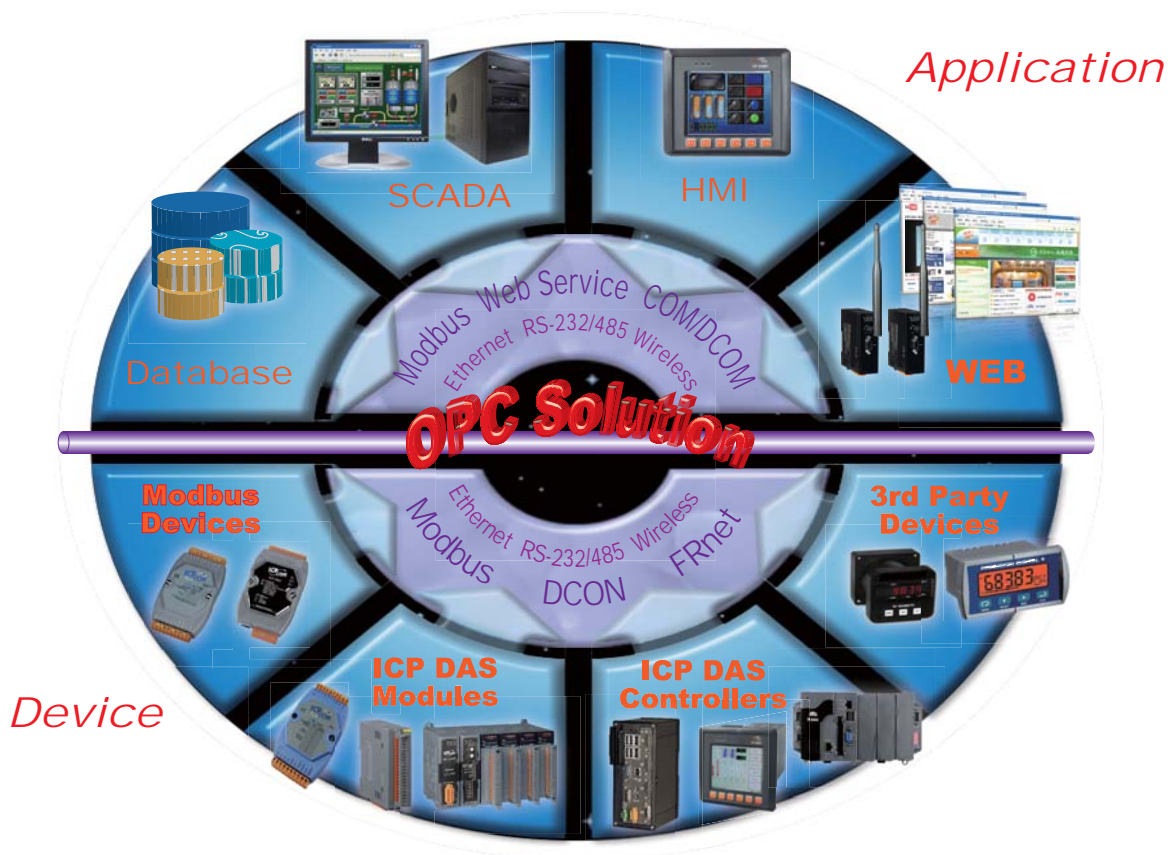 Application
SCADA
HMI
Database
WEB
Modbus Web Service COM/DCOM
Ethernet RS-232/485 Wireless
OPC Solution
Ethernet RS-232/485 Wireless
Modbus DCON FRnet
Modbus
Devices
3rd Party
Devices
68383
ICP DAS
Modules
ICP DAS
Controllers
Device